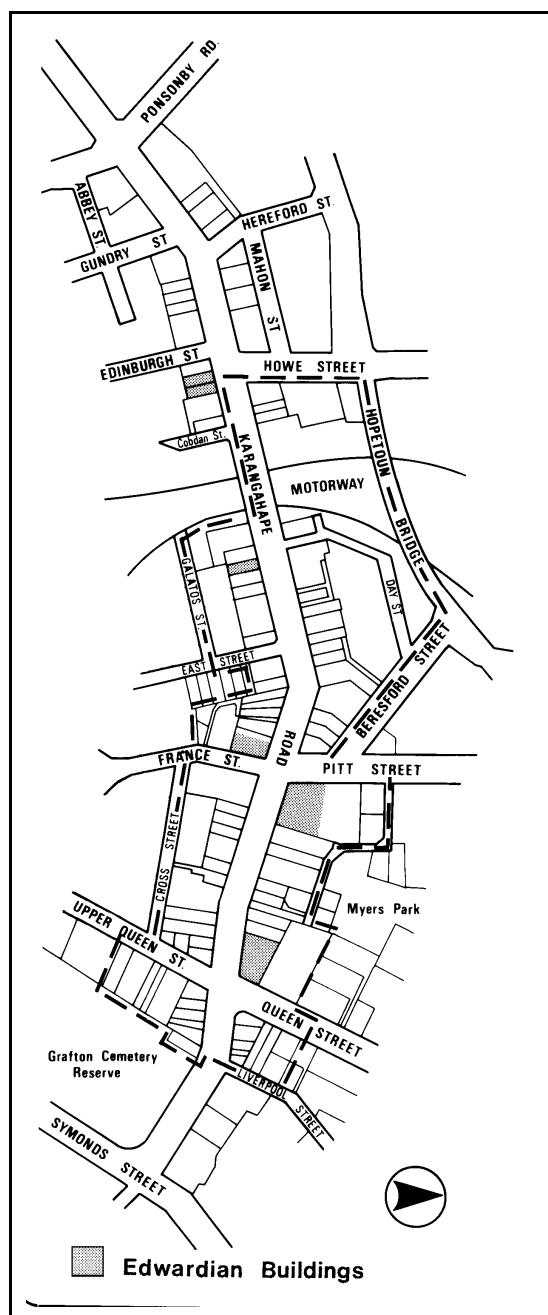 PONSONBY RD.
ABBEY ST.
HEREFORD ST.
GUNDRY ST
MAHON ST
EDINBURGH ST.
HOWE STREET
Cobdan St.
KARANGAHAPE
HOPETOUN BRIDGE
MOTORWAY
GALATOS ST.
DAY ST
EAST STREET
BERESFORD STREET
ROAD
FRANCE ST.
PITT STREET
CROSS STREET
Myers Park
UPPER QUEEN ST.
QUEEN STREET
Grafton Cemetery
Reserve
LIVERPOOL STREET
SYMONDS STREET
Edwardian Buildings